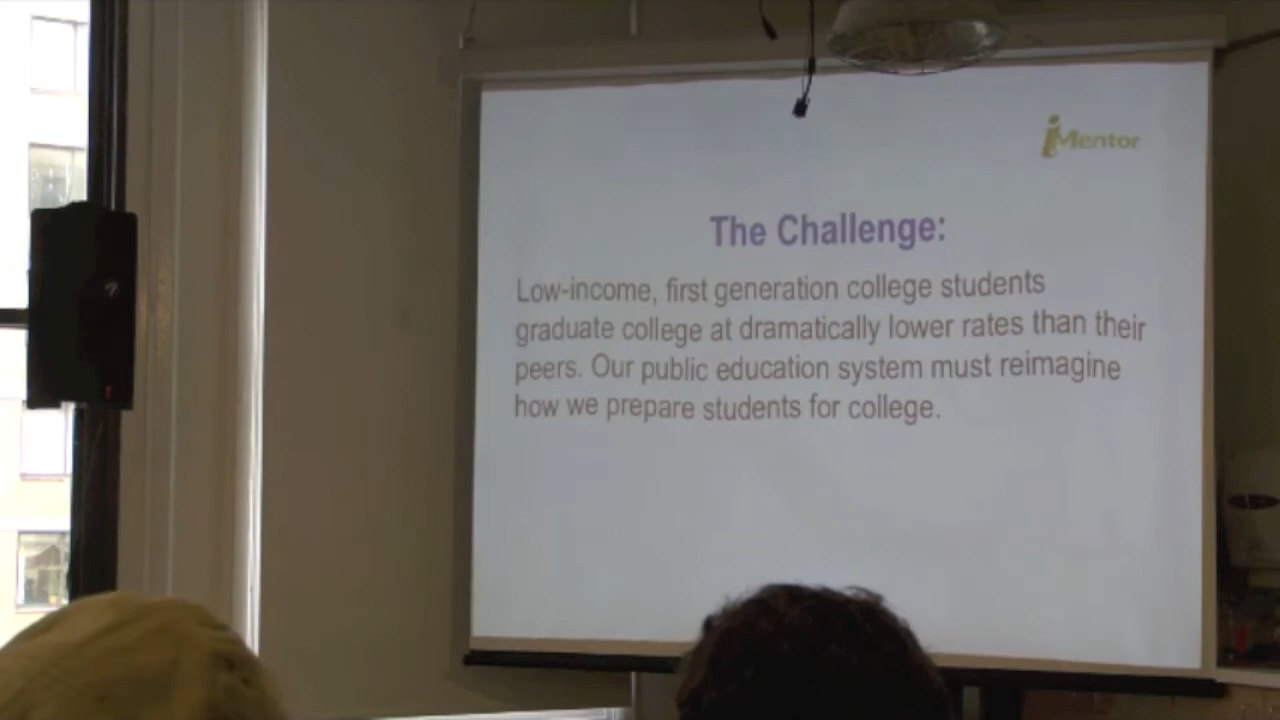 iMentor
The Challenge:
Low-income, first generation college students
graduate college at dramatically lower rates than their
peers. Our public education system must reimagine
how we prepare students for college.